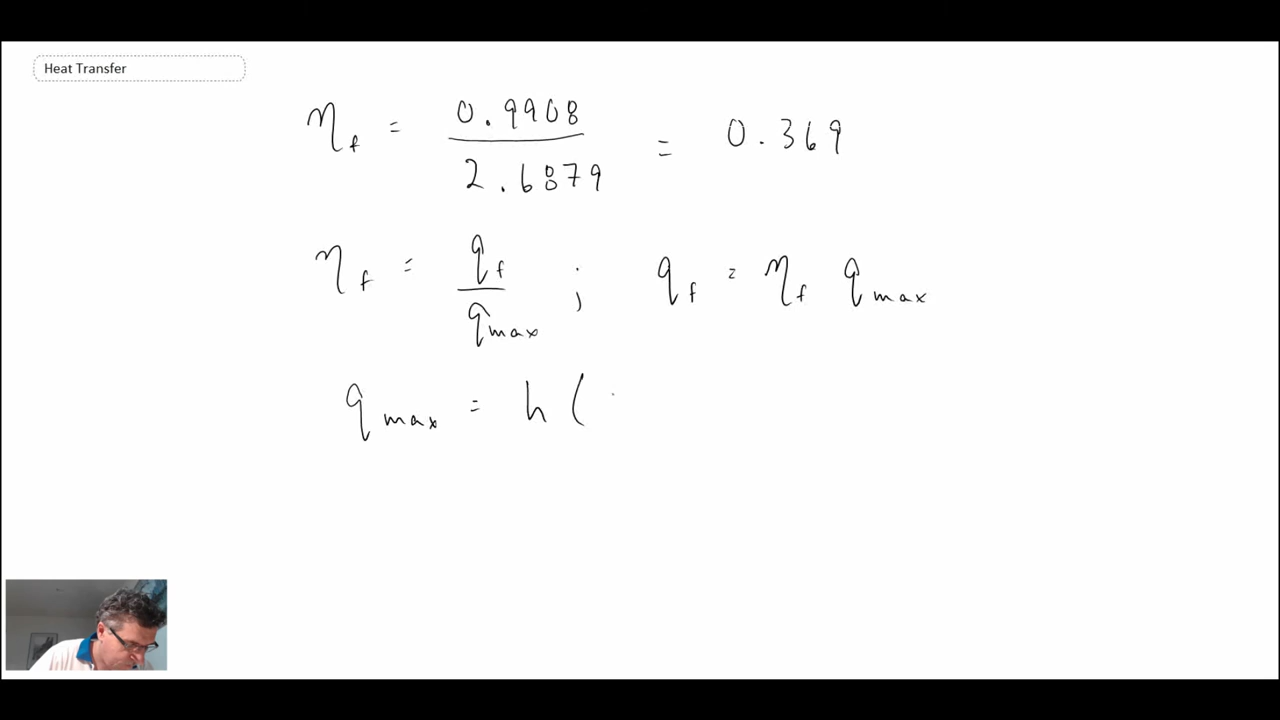 Heat Transfer
η_f = 0.9908 / 2.6879 = 0.369
η_f = q_f / q_max ; q_f = η_f q_max
q_max = h (